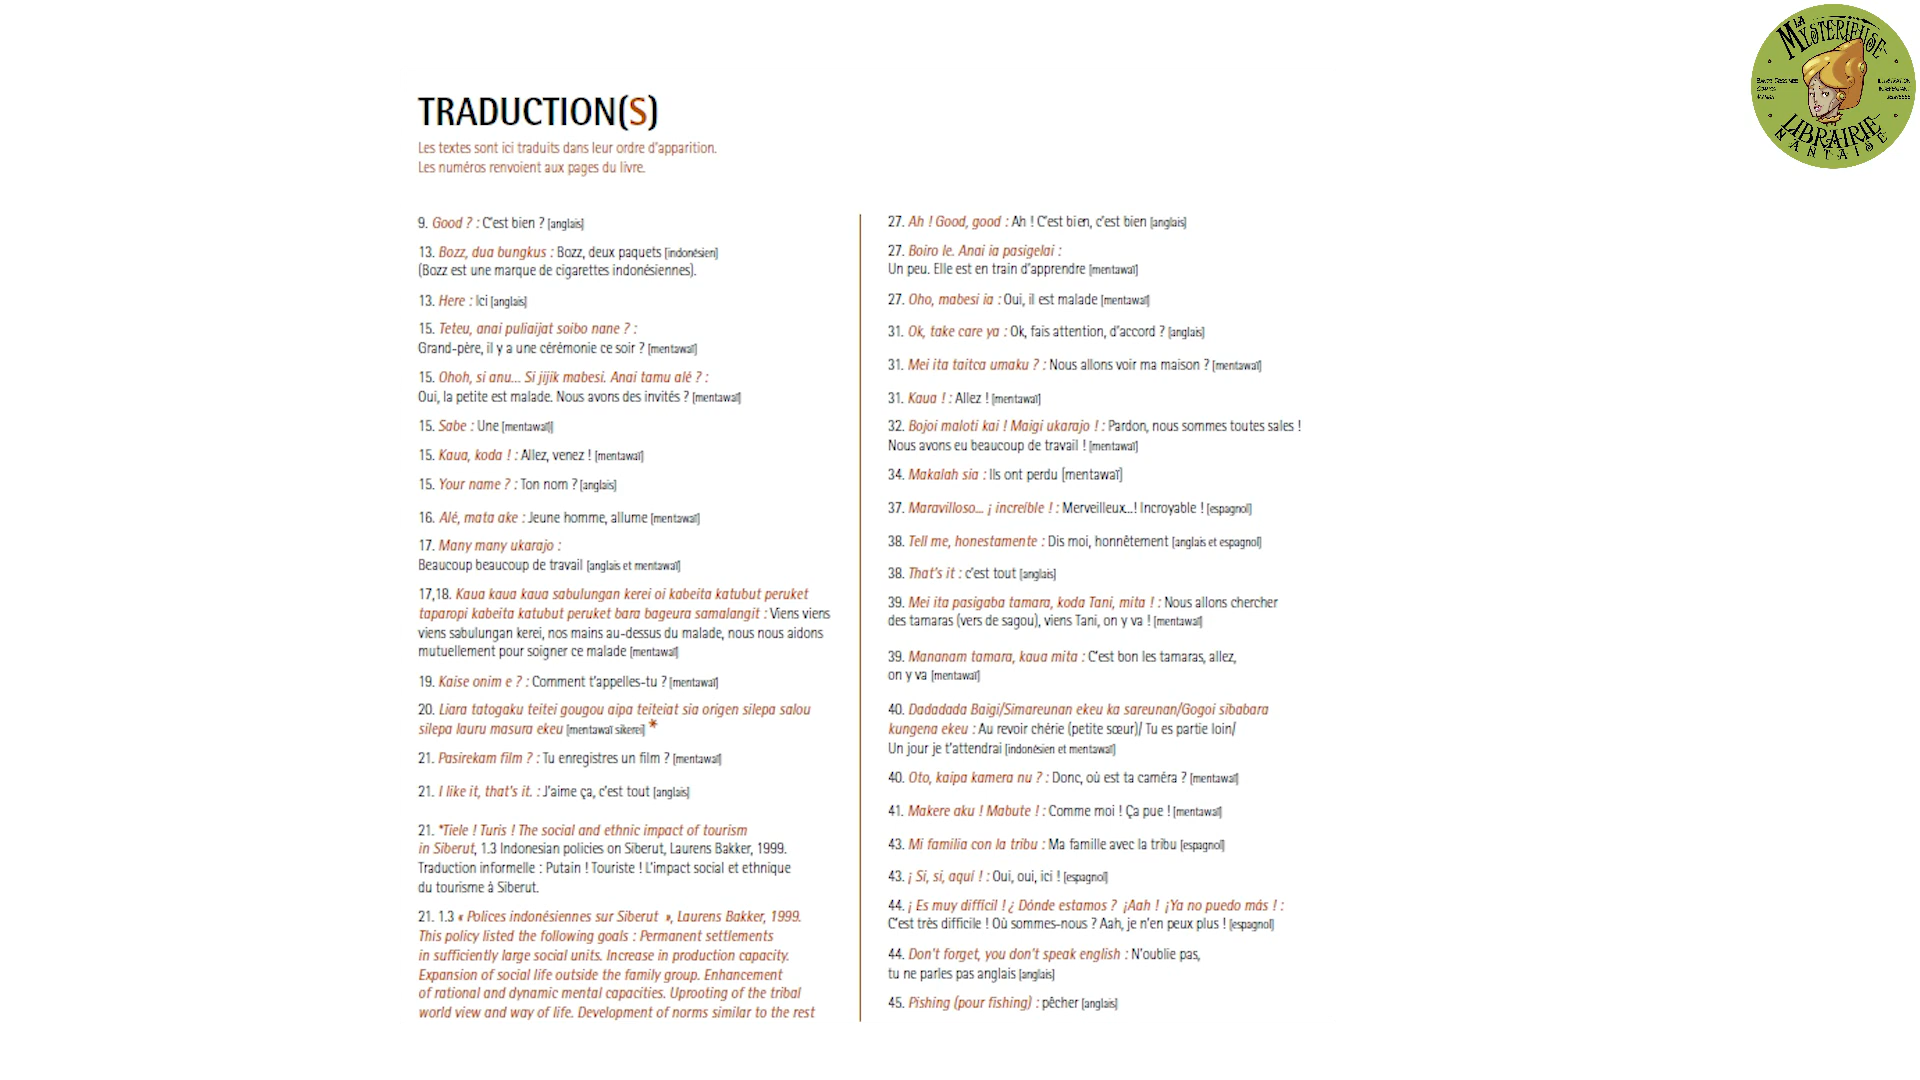 TRADUCTION(S)
Les textes sont ici traduits dans leur ordre d'apparition.
Les numéros renvoient aux pages du livre.
9. Good ? : C'est bien ? [anglais]
13. Bozz, dua bungkus : Bozz, deux paquets [indonésien]
(Bozz est une marque de cigarettes indonésiennes).
13. Here : Ici [anglais]
15. Teteu, anai puliaijat soibo nane ? :
Grand-père, il y a une cérémonie ce soir ? [mentawaï]
15. Ohoh, si anu... Si jijik mabesi. Anai tamu alé ? :
Oui, la petite est malade. Nous avons des invités ? [mentawaï]
15. Sabe : Une [mentawaï]
15. Kaua, koda ! : Allez, venez ! [mentawaï]
15. Your name ? : Ton nom ? [anglais]
16. Alé, mata ake : Jeune homme, allume [mentawaï]
17. Many many ukarajo :
Beaucoup beaucoup de travail [anglais et mentawaï]
17,18. Kaua kaua kaua sabulungan kerei oi kabeita katubut peruket
taparopi kabeita katubut peruket bara bageura samalangit : Viens viens
viens sabulungan kerei, nos mains au-dessus du malade, nous nous aidons
mutuellement pour soigner ce malade [mentawaï]
19. Kaise onim e ? : Comment t'appelles-tu ? [mentawaï]
20. Liara tatogaku teitei gougou aipa teiteiat sia origen silepa salou
silepa lauru masura ekeu [mentawaï sikerei] *
21. Pasirekam film ? : Tu enregistres un film ? [mentawaï]
21. I like it, that's it. : J'aime ça, c'est tout [anglais]
21. *Tiele ! Turis ! The social and ethnic impact of tourism
in Siberut, 1.3 Indonesian policies on Siberut, Laurens Bakker, 1999.
Traduction informelle : Putain ! Touriste ! L'impact social et ethnique
du tourisme à Siberut.
21. 1.3 « Polices indonésiennes sur Siberut », Laurens Bakker, 1999.
This policy listed the following goals : Permanent settlements
in sufficiently large social units. Increase in production capacity.
Expansion of social life outside the family group. Enhancement
of rational and dynamic mental capacities. Uprooting of the tribal
world view and way of life. Development of norms similar to the rest
27. Ah ! Good, good : Ah ! C'est bien, c'est bien [anglais]
27. Boiro le. Anai ia pasigelai :
Un peu. Elle est en train d'apprendre [mentawaï]
27. Oho, mabesi ia : Oui, il est malade [mentawaï]
31. Ok, take care ya : Ok, fais attention, d'accord ? [anglais]
31. Mei ita taitca umaku ? : Nous allons voir ma maison ? [mentawaï]
31. Kaua ! : Allez ! [mentawaï]
32. Bojoi maloti kai ! Maigi ukarajo ! : Pardon, nous sommes toutes sales !
Nous avons eu beaucoup de travail ! [mentawaï]
34. Makalah sia : Ils ont perdu [mentawaï]
37. Maravilloso... ¡ increíble ! : Merveilleux...! Incroyable ! [espagnol]
38. Tell me, honestamente : Dis moi, honnêtement [anglais et espagnol]
38. That's it : c'est tout [anglais]
39. Mei ita pasigaba tamara, koda Tani, mita ! : Nous allons chercher
des tamaras (vers de sagou), viens Tani, on y va ! [mentawaï]
39. Mananam tamara, kaua mita : C'est bon les tamaras, allez,
on y va [mentawaï]
40. Dadadada Baigi/Simareunan ekeu ka sareunan/Gogoi sibabara
kungena ekeu : Au revoir chérie (petite sœur)/ Tu es partie loin/
Un jour je t'attendrai [indonésien et mentawaï]
40. Oto, kaipa kamera nu ? : Donc, où est ta caméra ? [mentawaï]
41. Makere aku ! Mabute ! : Comme moi ! Ça pue ! [mentawaï]
43. Mi familia con la tribu : Ma famille avec la tribu [espagnol]
43. ¡ Si, si, aquí ! : Oui, oui, ici ! [espagnol]
44. ¡ Es muy difficil ! ¿ Dónde estamos ? ¡Aah ! ¡Ya no puedo más ! :
C'est très difficile ! Où sommes-nous ? Aah, je n'en peux plus ! [espagnol]
44. Don't forget, you don't speak english : N'oublie pas,
tu ne parles pas anglais [anglais]
45. Pishing (pour fishing) : pêcher [anglais]
LA
MYSTÉRIEUSE
LIBRAIRIE
NANTAISE